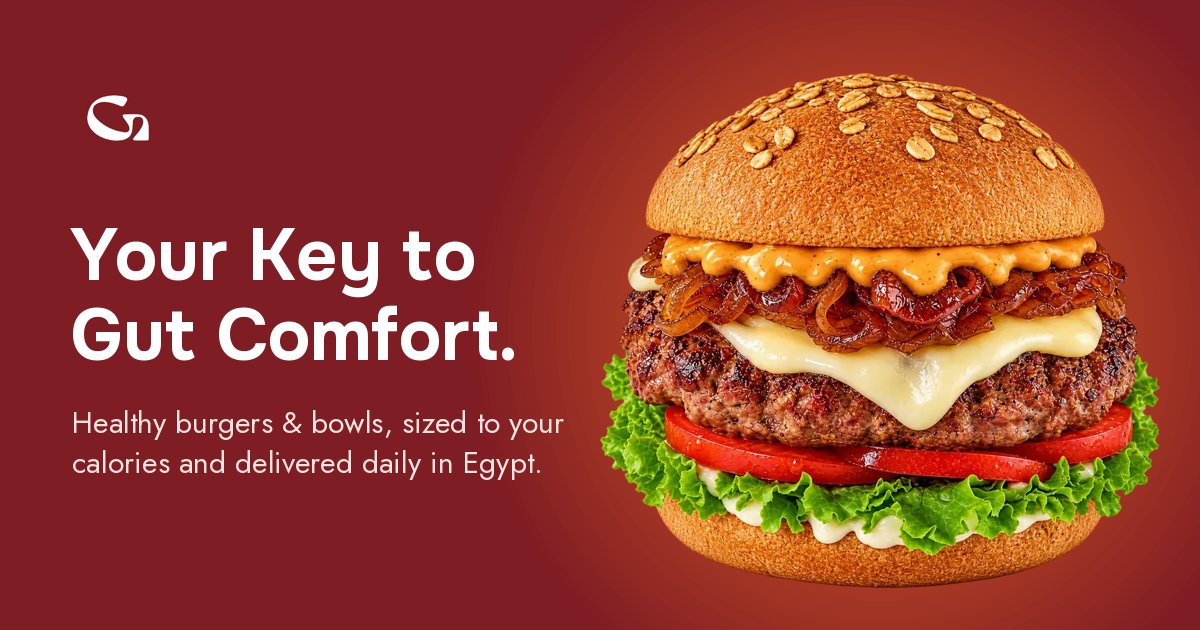 Your Key to
Gut Comfort.
Healthy burgers & bowls, sized to your
calories and delivered daily in Egypt.